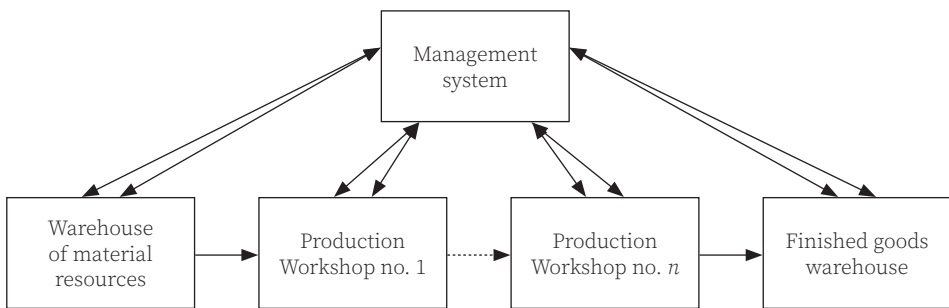 Management
system
Warehouse
of material
resources
Production
Workshop no. 1
Production
Workshop no. n
Finished goods
warehouse